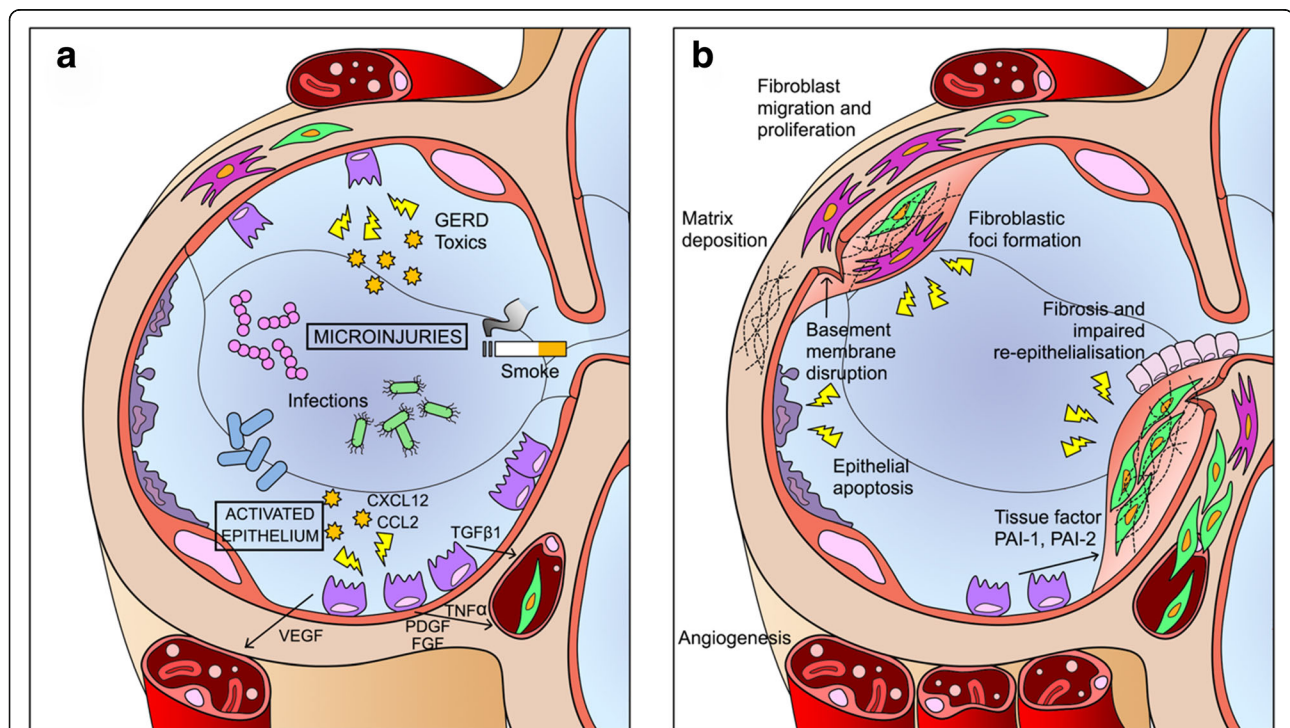 a
GERD
Toxics
MICROINJURIES
Smoke
Infections
CXCL12
CCL2
ACTIVATED
EPITHELIUM
TGFβ1
TNFα
PDGF
FGF
VEGF
b
Fibroblast
migration and
proliferation
Matrix
deposition
Fibroblastic
foci formation
Basement
membrane
disruption
Fibrosis and
impaired
re-epithelialisation
Epithelial
apoptosis
Tissue factor
PAI-1, PAI-2
Angiogenesis